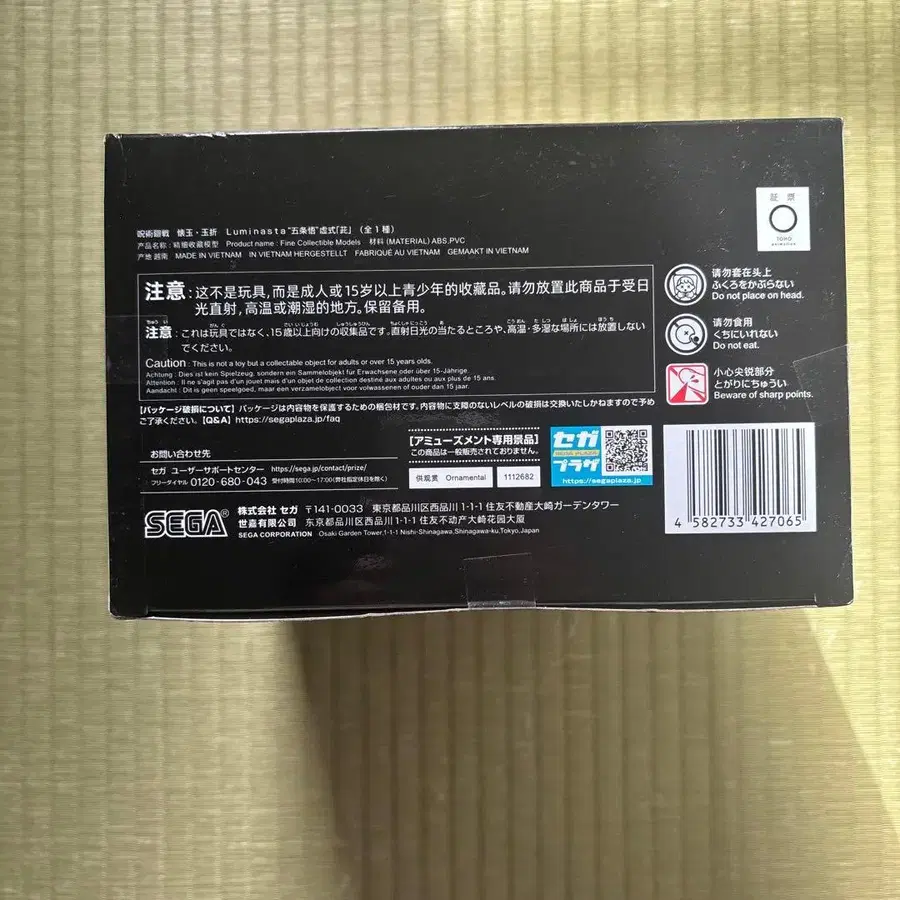 証票
TOHO
animation
呪術廻戦 懐玉・玉折 Luminasta"五条悟"虚式「茈」 (全1種)
产品名称:精细收藏模型 Product name : Fine Collectible Models 材料 (MATERIAL) ABS,PVC
产地 越南 MADE IN VIETNAM IN VIETNAM HERGESTELLT FABRIQUÉ AU VIETNAM GEMAAKT IN VIETNAM
注意:这不是玩具,而是成人或15岁以上青少年的收藏品。请勿放置此商品于受日
光直射,高温或潮湿的地方。保留备用。
注意:これは玩具ではなく、15歳以上向けの収集品です。直射日光の当たるところや、高温・多湿な場所には放置しない
でください。
Caution : This is not a toy but a collectable object for adults or over 15 years old.
Achtung : Dies ist kein Spielzeug, sondern ein Sammelobjekt für Erwachsene oder über 15-Jährige.
Attention : Il ne s'agit pas d'un jouet mais d'un objet de collection destiné aux adultes ou aux plus de 15 ans.
Aandacht : Dit is geen speelgoed, maar een verzamelobject voor volwassenen of ouder dan 15 jaar.
请勿套在头上
ふくろをかぶらない
Do not place on head.
请勿食用
くちにいれない
Do not eat.
小心尖锐部分
とがりにちゅうい
Beware of sharp points.
【パッケージ破損について】パッケージは内容物を保護するための梱包材です。内容物に支障のないレベルの破損は交換いたしかねますので予め
ご了承ください。【Q&A】https://segaplaza.jp/faq
お問い合わせ先
セガ ユーザーサポートセンター https://sega.jp/contact/prize/
フリーダイヤル 0120-680-043 受付時間10:00~17:00(弊社指定休日を除く)
【アミューズメント専用景品】
この商品は一般販売されておりません。
供观赏 Ornamental 1112682
セガ
SEGA PLAZA
プラザ
https://segaplaza.jp/
SEGA®
株式会社 セガ 〒141-0033 東京都品川区西品川1-1-1 住友不動産大崎ガーデンタワー
世嘉有限公司 东京都品川区西品川1-1-1 住友不动产大崎花园大厦
SEGA CORPORATION Osaki Garden Tower,1-1-1 Nishi-Shinagawa,Shinagawa-ku,Tokyo,Japan
4 582733 427065